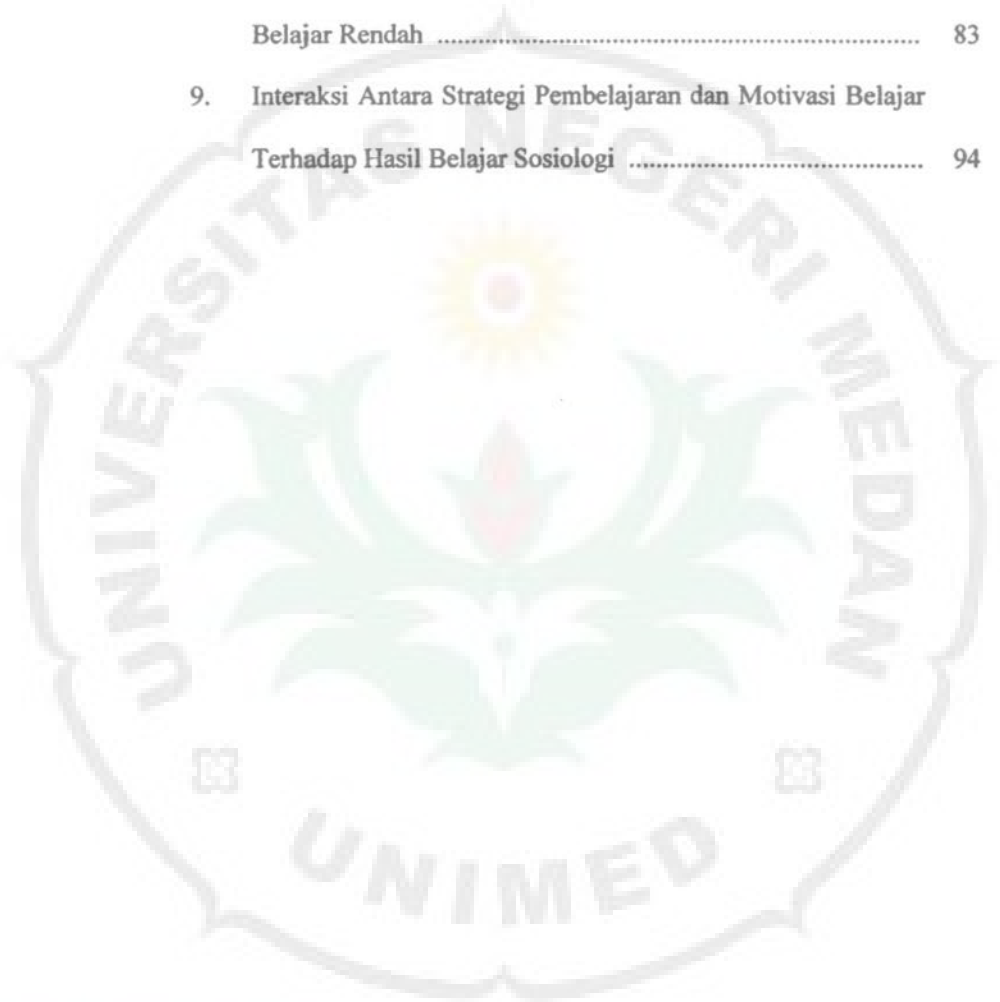 Belajar Rendah ........................................................................ 83
9. Interaksi Antara Strategi Pembelajaran dan Motivasi Belajar
Terhadap Hasil Belajar Sosiologi ........................................... 94
UNIVERSITAS NEGERI MEDAN
UNIMED